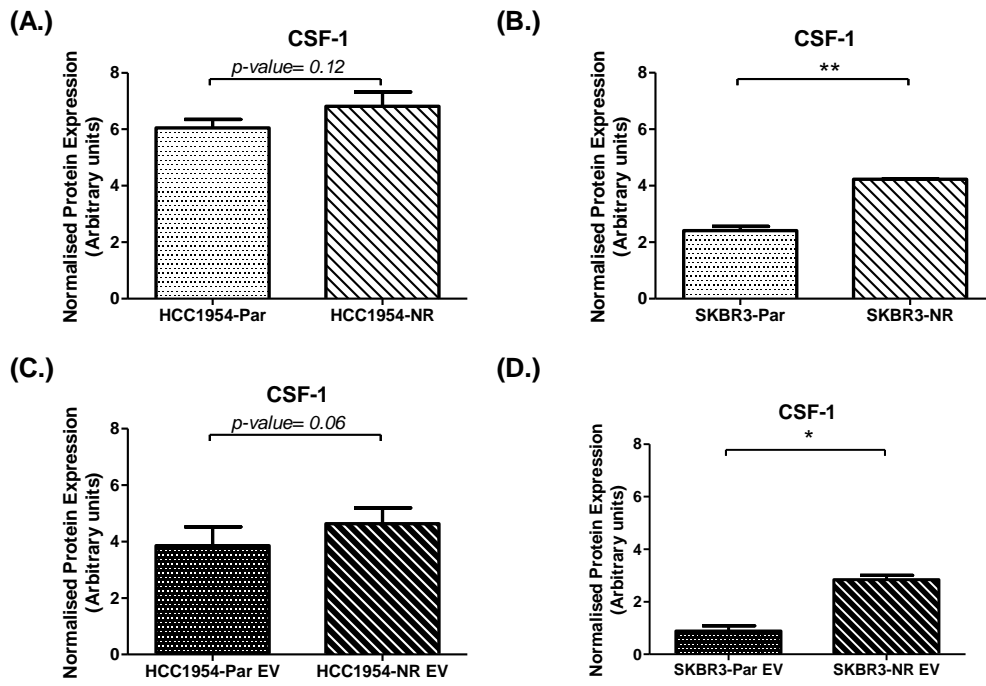 (A.)
CSF-1
p-value= 0.12
Normalised Protein Expression
(Arbitrary units)
8
6
4
2
0
HCC1954-Par
HCC1954-NR
(B.)
CSF-1
**
Normalised Protein Expression
(Arbitrary units)
8
6
4
2
0
SKBR3-Par
SKBR3-NR
(C.)
CSF-1
p-value= 0.06
Normalised Protein Expression
(Arbitrary units)
8
6
4
2
0
HCC1954-Par EV
HCC1954-NR EV
(D.)
CSF-1
*
Normalised Protein Expression
(Arbitrary units)
8
6
4
2
0
SKBR3-Par EV
SKBR3-NR EV